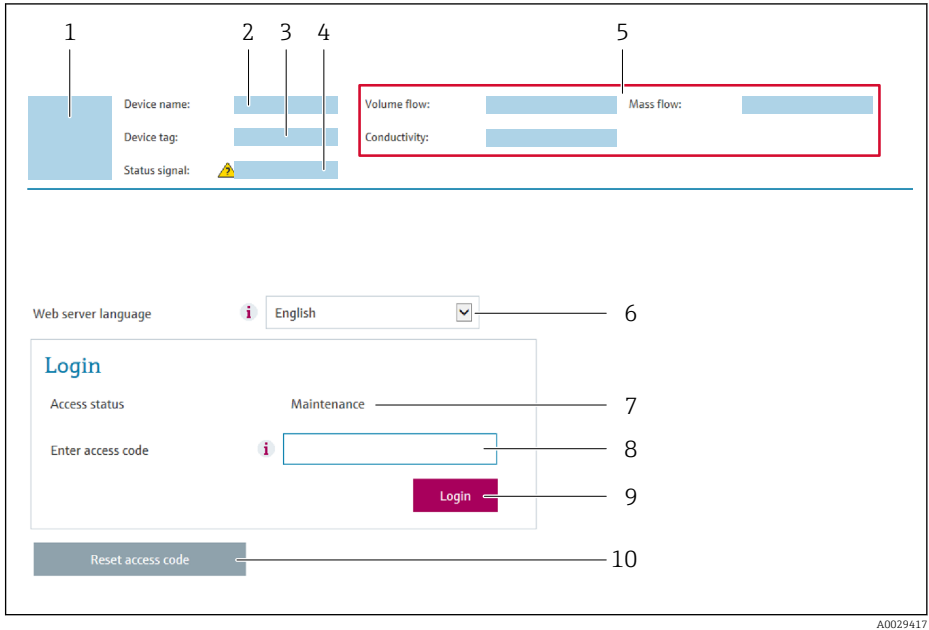 1 2 3 4 5
Device name: Volume flow: Mass flow:
Device tag: Conductivity:
Status signal:
Web server language i English 6
Login
Access status Maintenance 7
Enter access code i 8
Login 9
Reset access code 10
A0029417